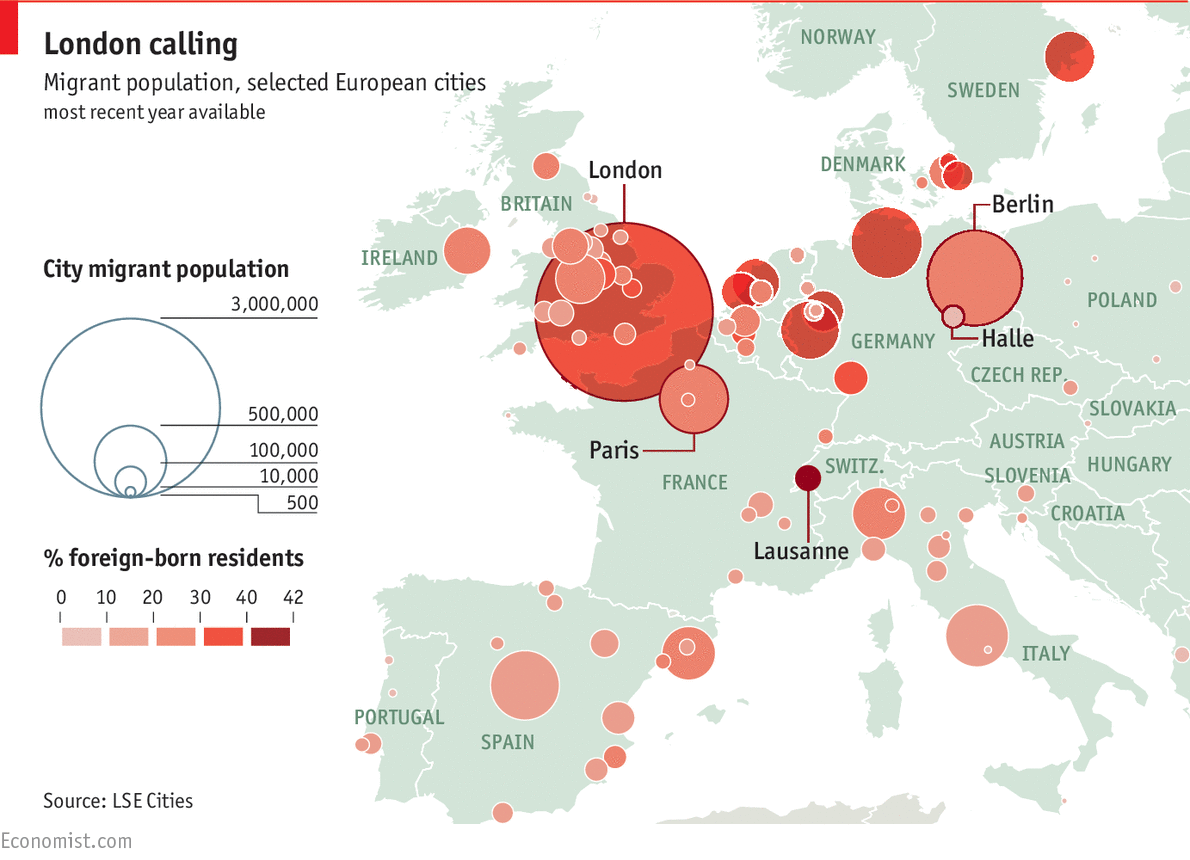 London calling
Migrant population, selected European cities
most recent year available
City migrant population
3,000,000
500,000
100,000
10,000
500
% foreign-born residents
0 10 20 30 40 42
NORWAY
SWEDEN
DENMARK
London
BRITAIN
Berlin
IRELAND
POLAND
Halle
GERMANY
CZECH REP.
SLOVAKIA
Paris
AUSTRIA
SWITZ.
HUNGARY
FRANCE
SLOVENIA
CROATIA
Lausanne
ITALY
PORTUGAL
SPAIN
Source: LSE Cities
Economist.com